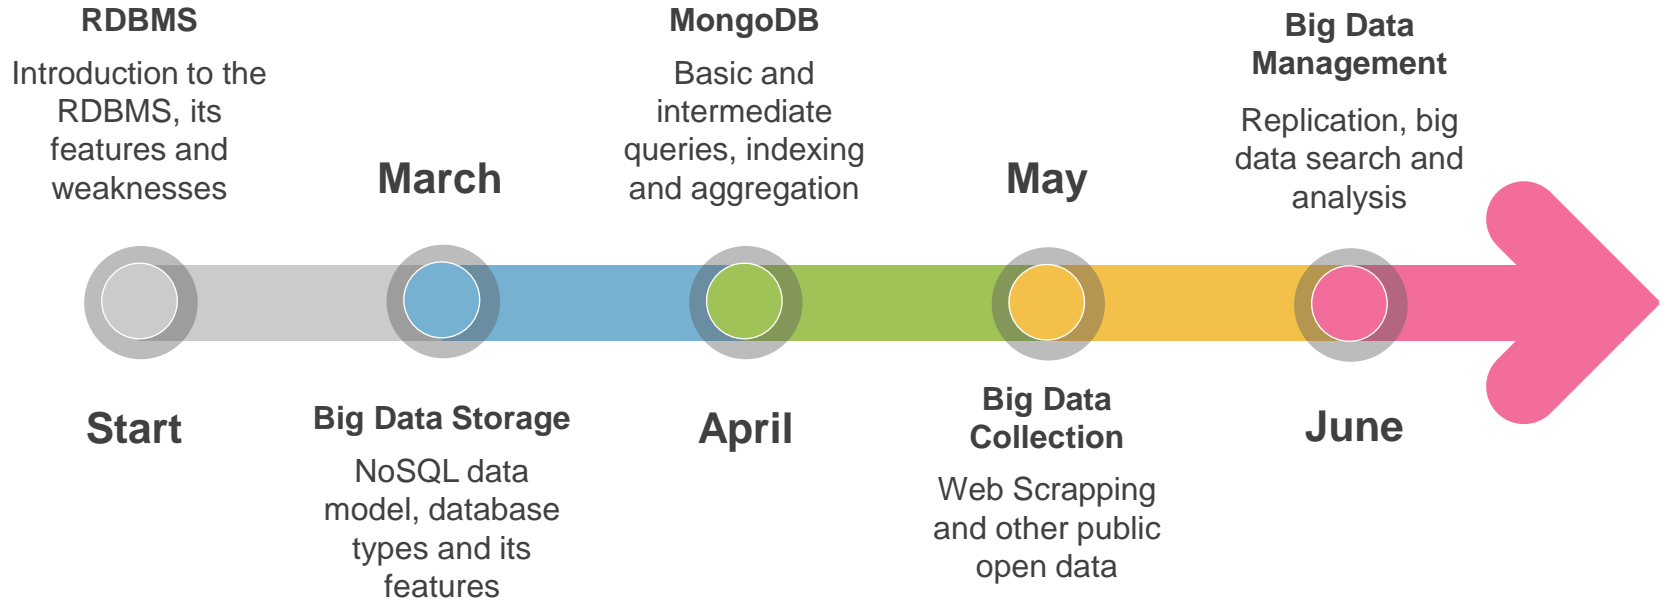 RDBMS
Introduction to the
RDBMS, its
features and
weaknesses
Start
March
Big Data Storage
NoSQL data
model, database
types and its
features
MongoDB
Basic and
intermediate
queries, indexing
and aggregation
April
May
Big Data
Collection
Web Scrapping
and other public
open data
Big Data
Management
Replication, big
data search and
analysis
June